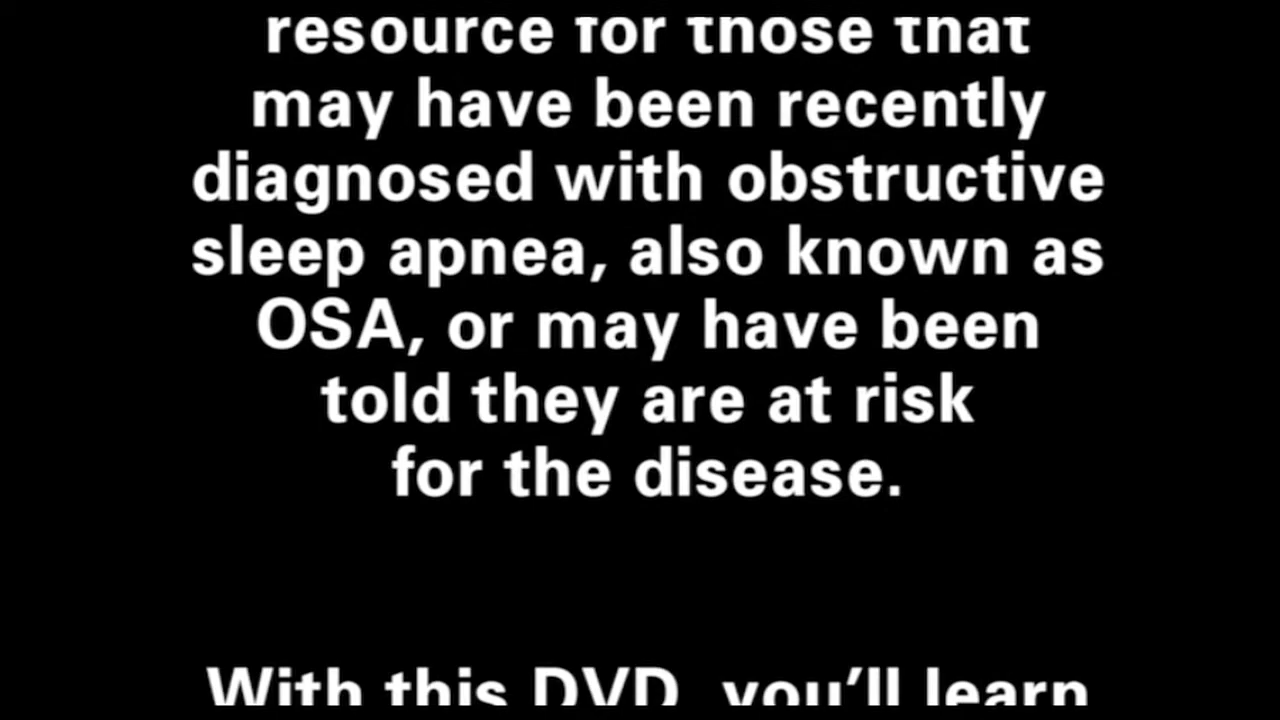 resource for those that
may have been recently
diagnosed with obstructive
sleep apnea, also known as
OSA, or may have been
told they are at risk
for the disease.
With this DVD, you'll learn